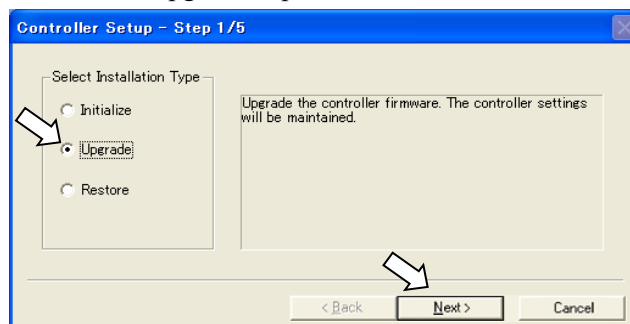 Controller Setup - Step 1/5
Select Installation Type
Initialize
Upgrade
Restore
Upgrade the controller firmware. The controller settings
will be maintained.
< Back
Next >
Cancel